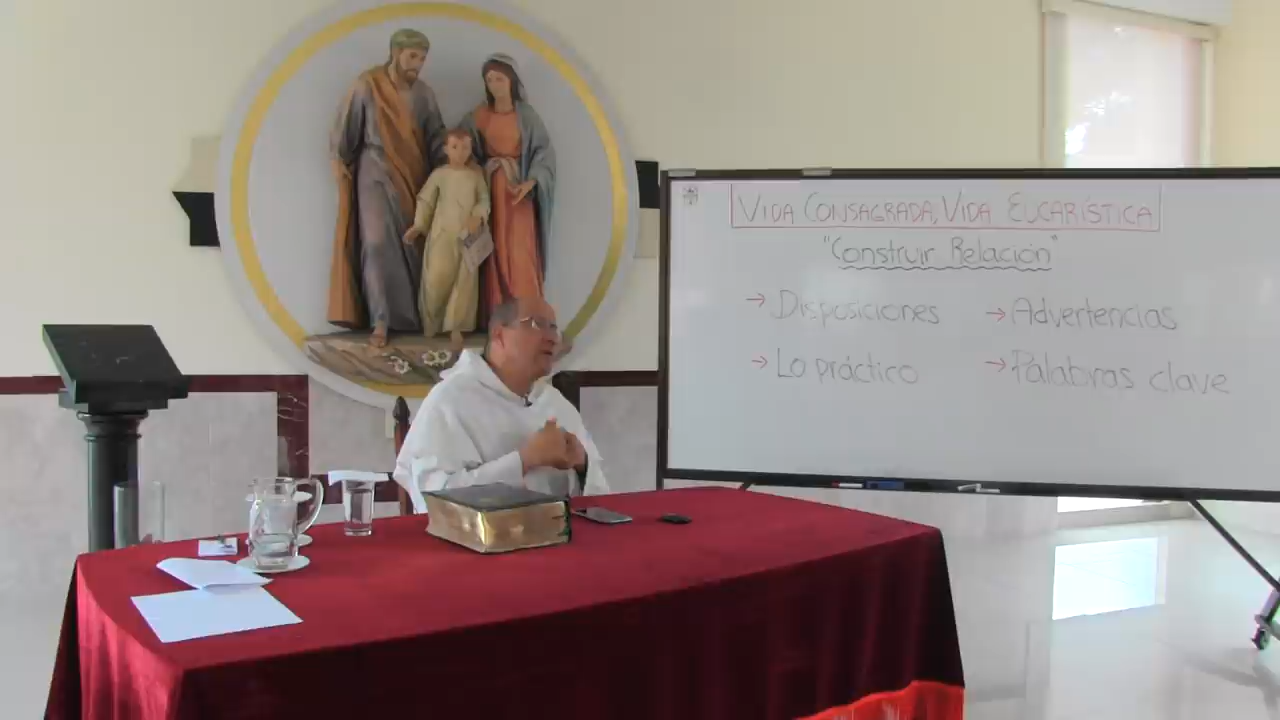 VIDA CONSAGRADA, VIDA EUCARÍSTICA
"Construir Relación"
→ Disposiciones → Advertencias
→ Lo práctico → Palabras clave